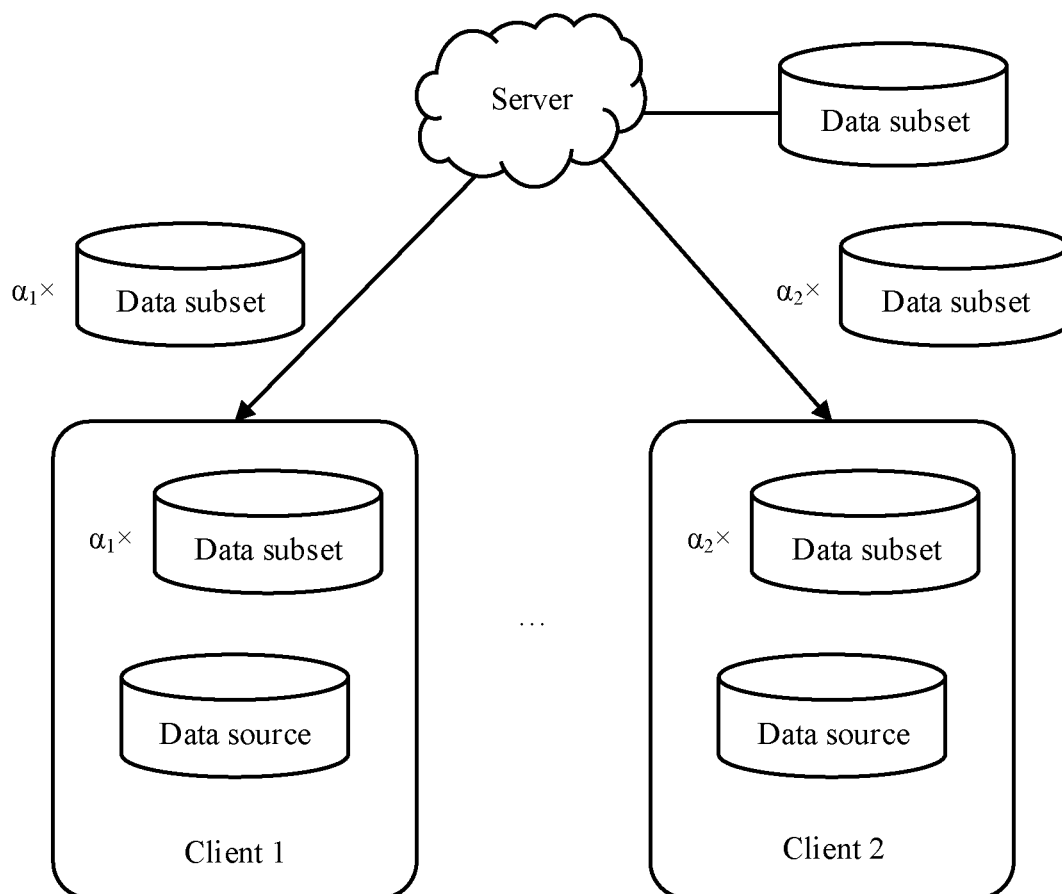 Server
Data subset
α₁× Data subset
α₂× Data subset
α₁× Data subset
α₂× Data subset
...
Data source
Data source
Client 1
Client 2